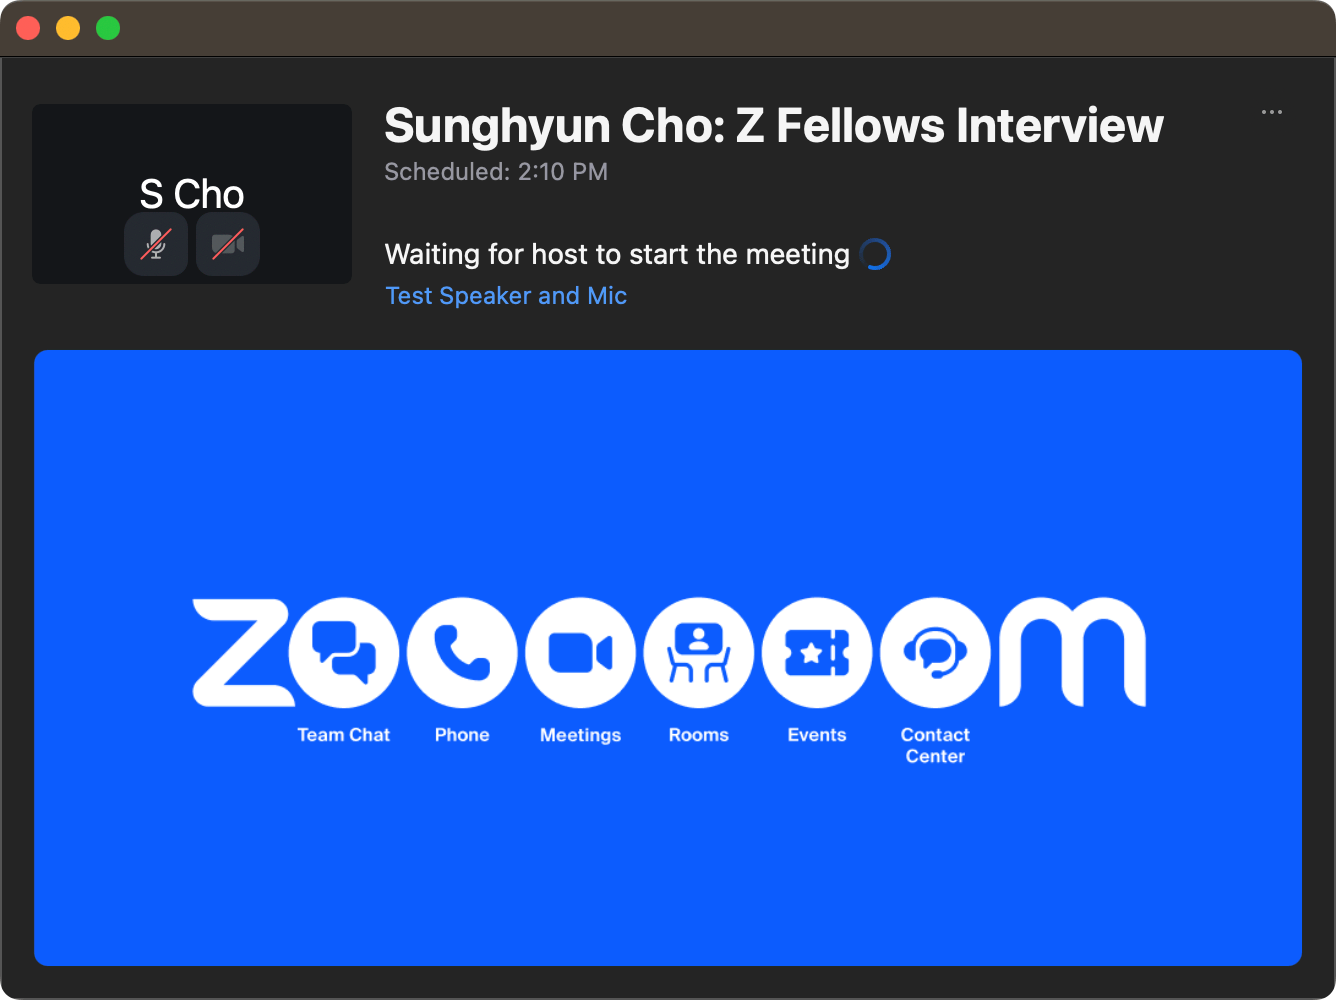 S Cho
Sunghyun Cho: Z Fellows Interview
Scheduled: 2:10 PM
Waiting for host to start the meeting
Test Speaker and Mic
zoooooom
Team Chat
Phone
Meetings
Rooms
Events
Contact
Center